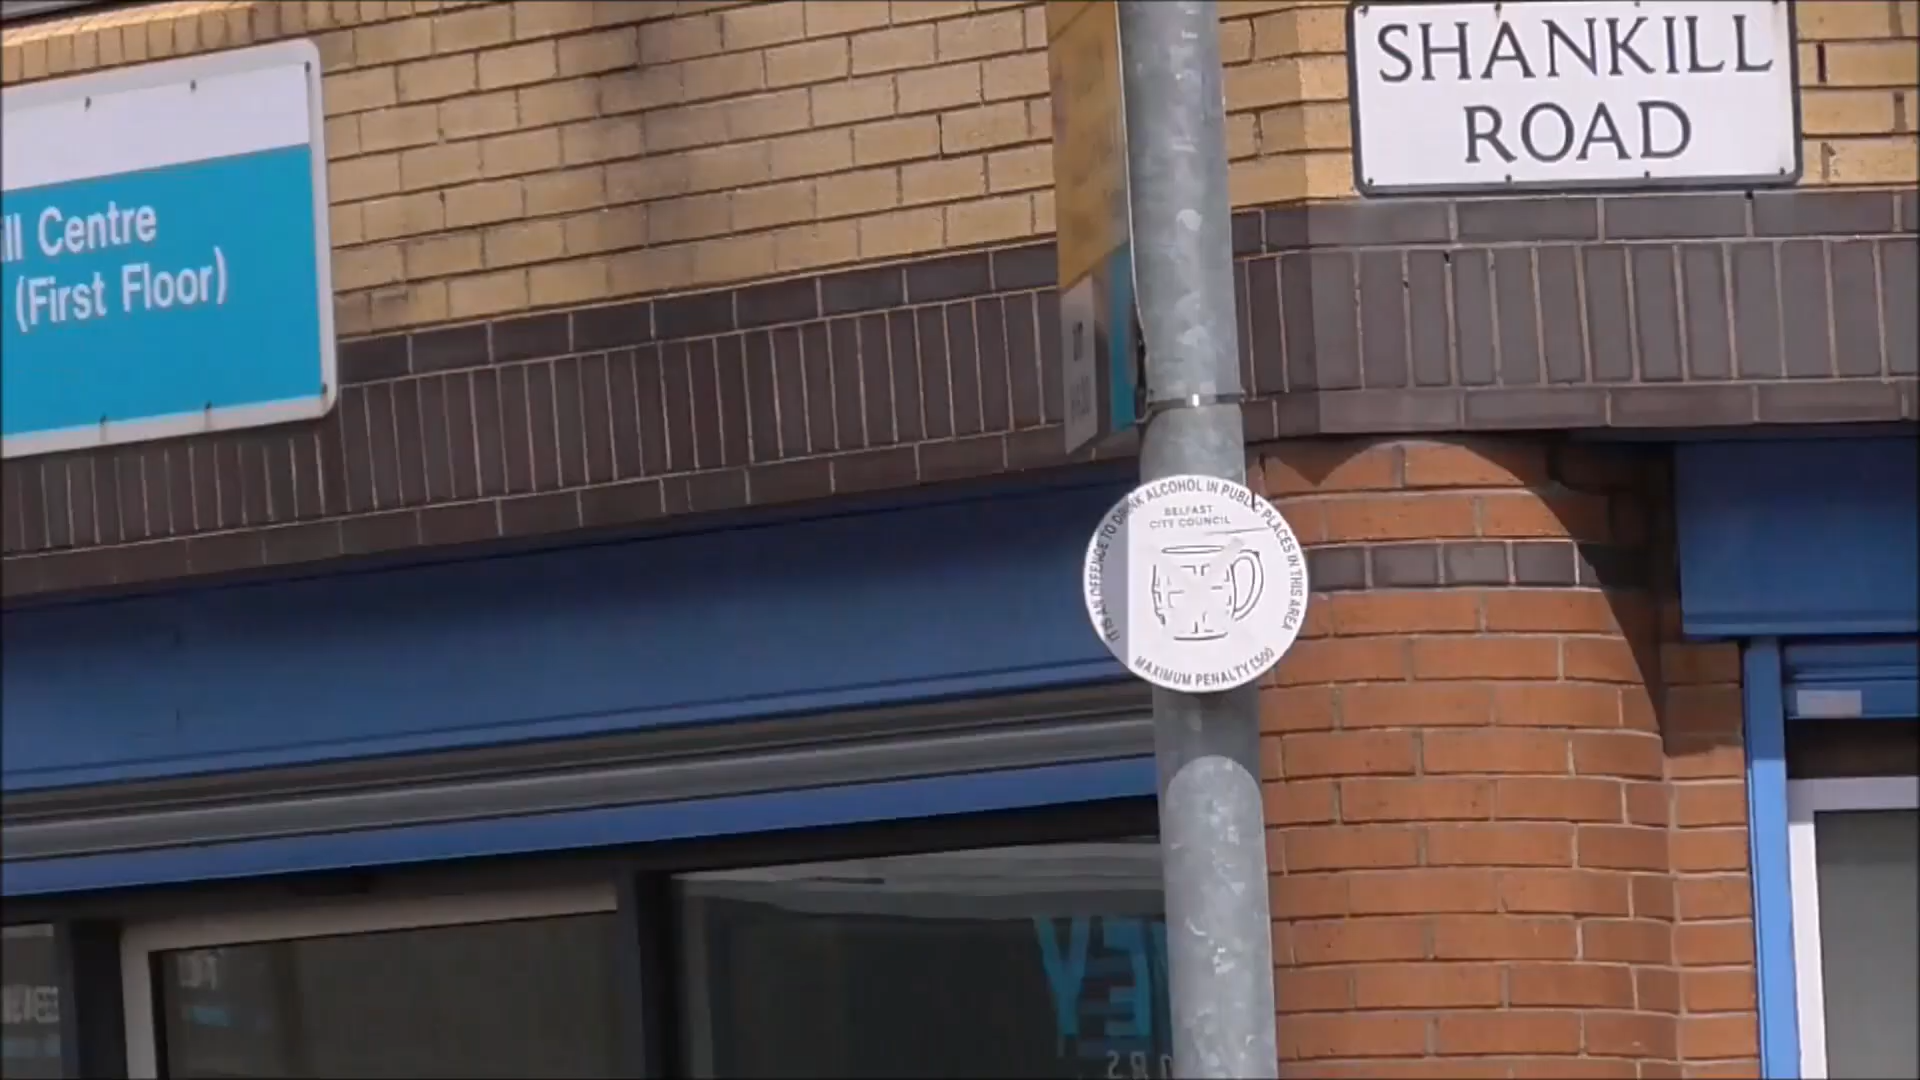 SHANKILL
ROAD
Centre
(First Floor)
IT IS AN OFFENCE TO DRINK ALCOHOL IN PUBLIC PLACES IN THIS AREA
BELFAST
CITY COUNCIL
MAXIMUM PENALTY £500